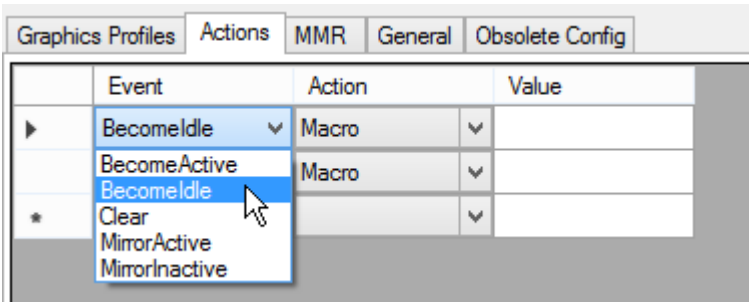 Graphics Profiles Actions MMR General Obsolete Config
Event Action Value
BecomeIdle Macro
BecomeActive Macro
BecomeIdle
Clear
MirrorActive
MirrorInactive